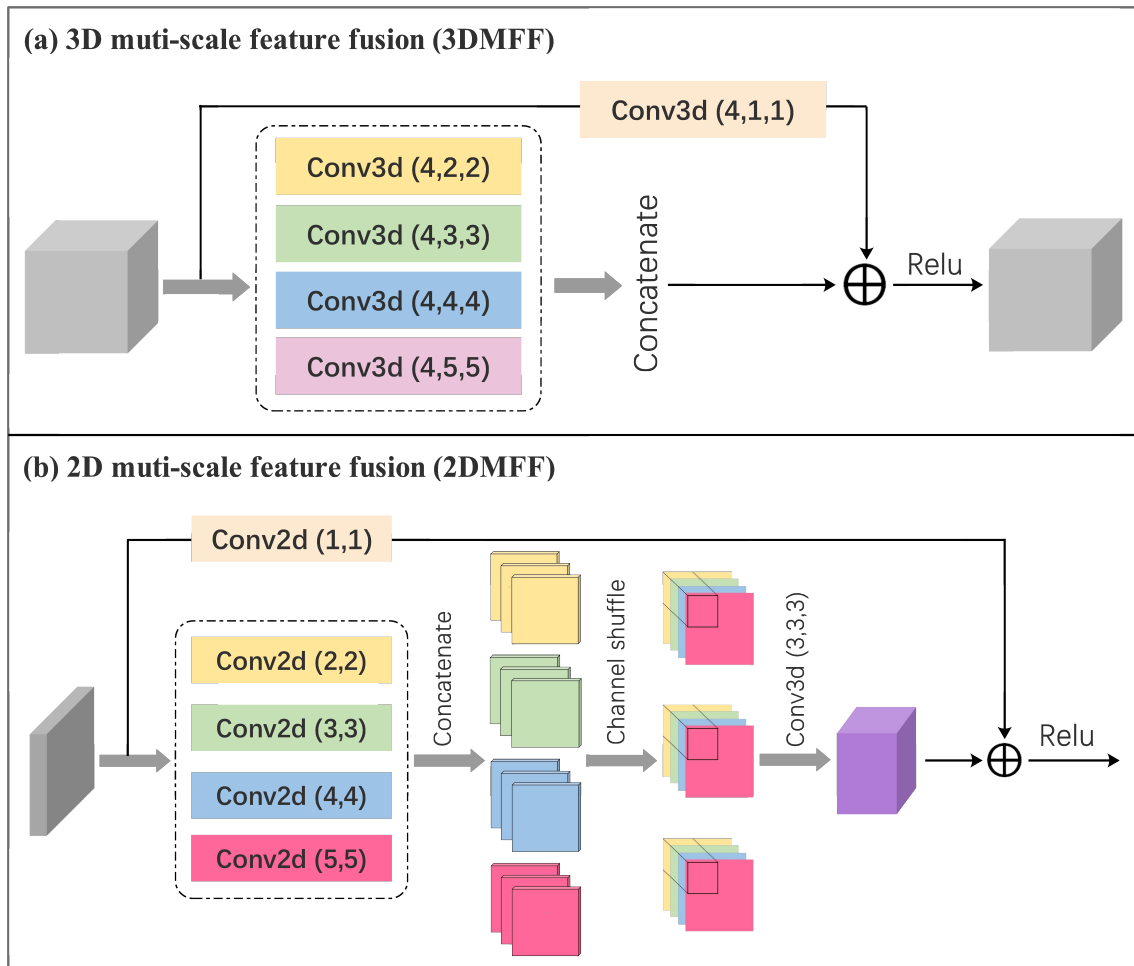 (a) 3D muti-scale feature fusion (3DMFF)
Conv3d (4,1,1)
Conv3d (4,2,2)
Conv3d (4,3,3)
Conv3d (4,4,4)
Conv3d (4,5,5)
Concatenate
Relu
(b) 2D muti-scale feature fusion (2DMFF)
Conv2d (1,1)
Conv2d (2,2)
Conv2d (3,3)
Conv2d (4,4)
Conv2d (5,5)
Concatenate
Channel shuffle
Conv3d (3,3,3)
Relu